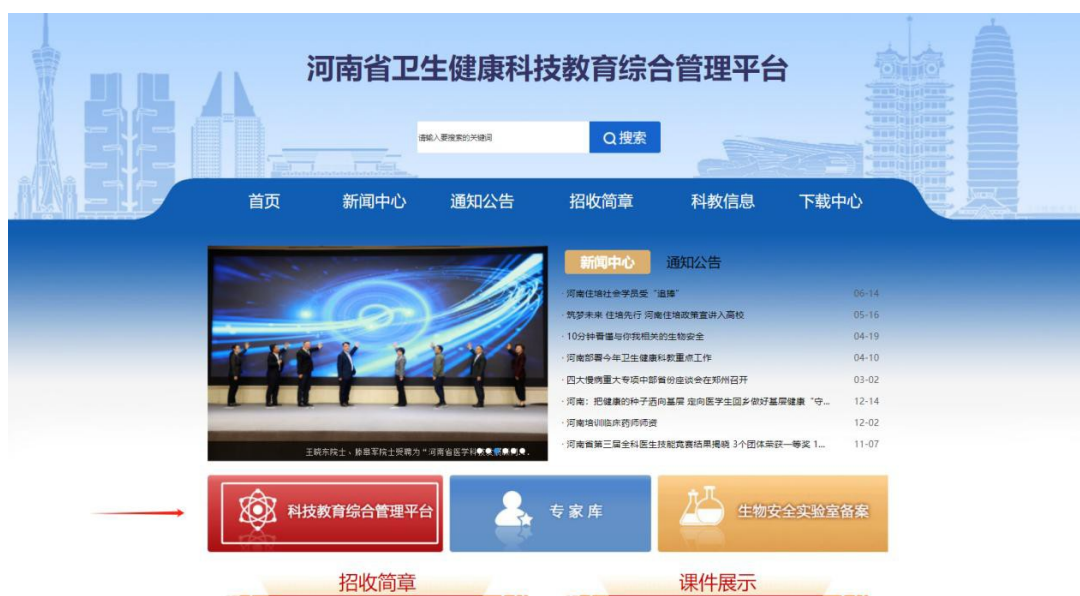 河南省卫生健康科技教育综合管理平台
请输入要搜索的关键词
搜索
首页 新闻中心 通知公告 招收简章 科教信息 下载中心
新闻中心 通知公告
· 河南住培社会学员受“追捧” 06-14
· 筑梦未来 住培先行 河南住培政策宣讲入高校 05-16
· 10分钟看懂与你我相关的生物安全 04-19
· 河南部署今年卫生健康科教重点工作 04-10
· 四大慢病重大专项中部省份座谈会在郑州召开 03-02
· 河南：把健康的种子洒向基层 定向医学生回乡做好基层健康“守... 12-14
· 河南培训临床药师师资 12-02
· 河南省第三届全科医生技能竞赛结果揭晓 3个团体荣获一等奖 1... 11-07
王晓东院士、滕皋军院士受聘为“河南省医学科
科技教育综合管理平台 专家库 生物安全实验室备案
招收简章 课件展示